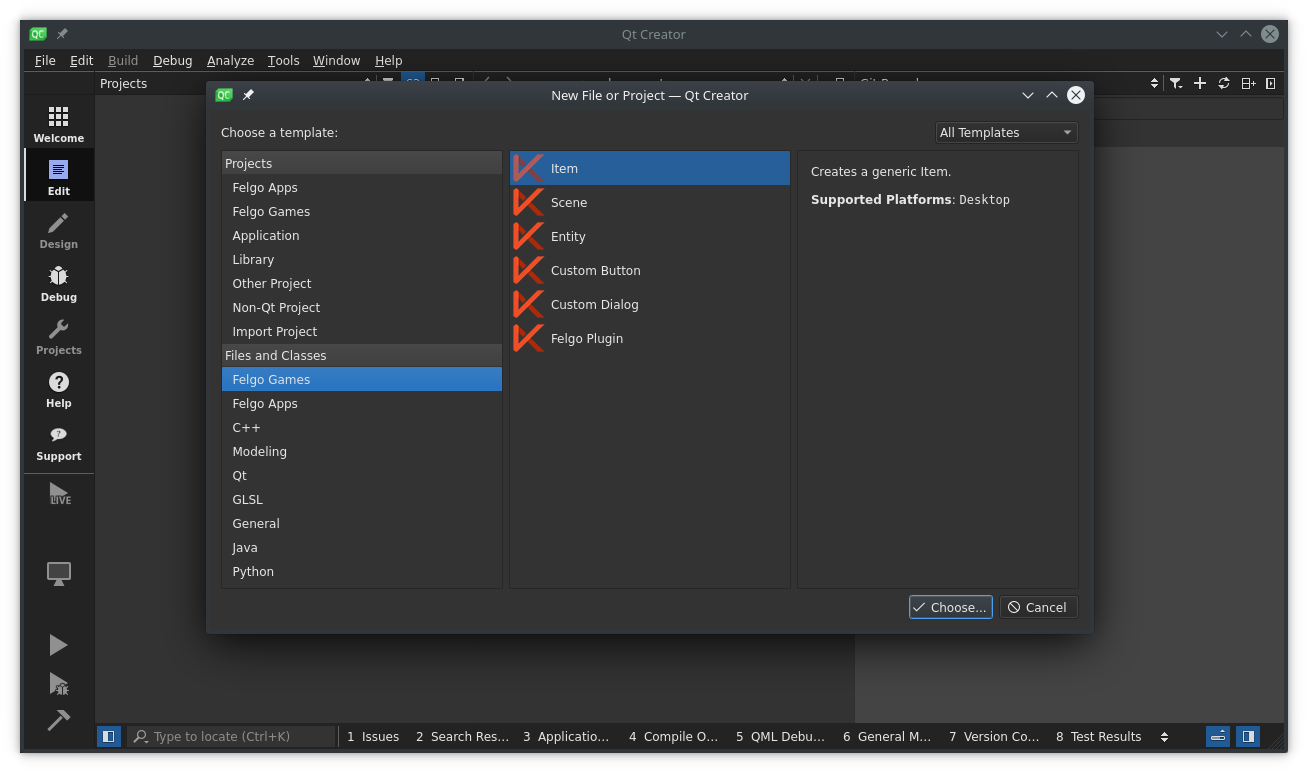 QC
Qt Creator
File Edit Build Debug Analyze Tools Window Help
Projects
QC
New File or Project — Qt Creator
Choose a template:
All Templates
Projects
Felgo Apps
Felgo Games
Application
Library
Other Project
Non-Qt Project
Import Project
Files and Classes
Felgo Games
Felgo Apps
C++
Modeling
Qt
GLSL
General
Java
Python
Item
Scene
Entity
Custom Button
Custom Dialog
Felgo Plugin
Creates a generic Item.
Supported Platforms: Desktop
Choose...
Cancel
Welcome
Edit
Design
Debug
Projects
Help
Support
LIVE
Type to locate (Ctrl+K)
1 Issues 2 Search Res... 3 Applicatio... 4 Compile O... 5 QML Debu... 6 General M... 7 Version Co... 8 Test Results